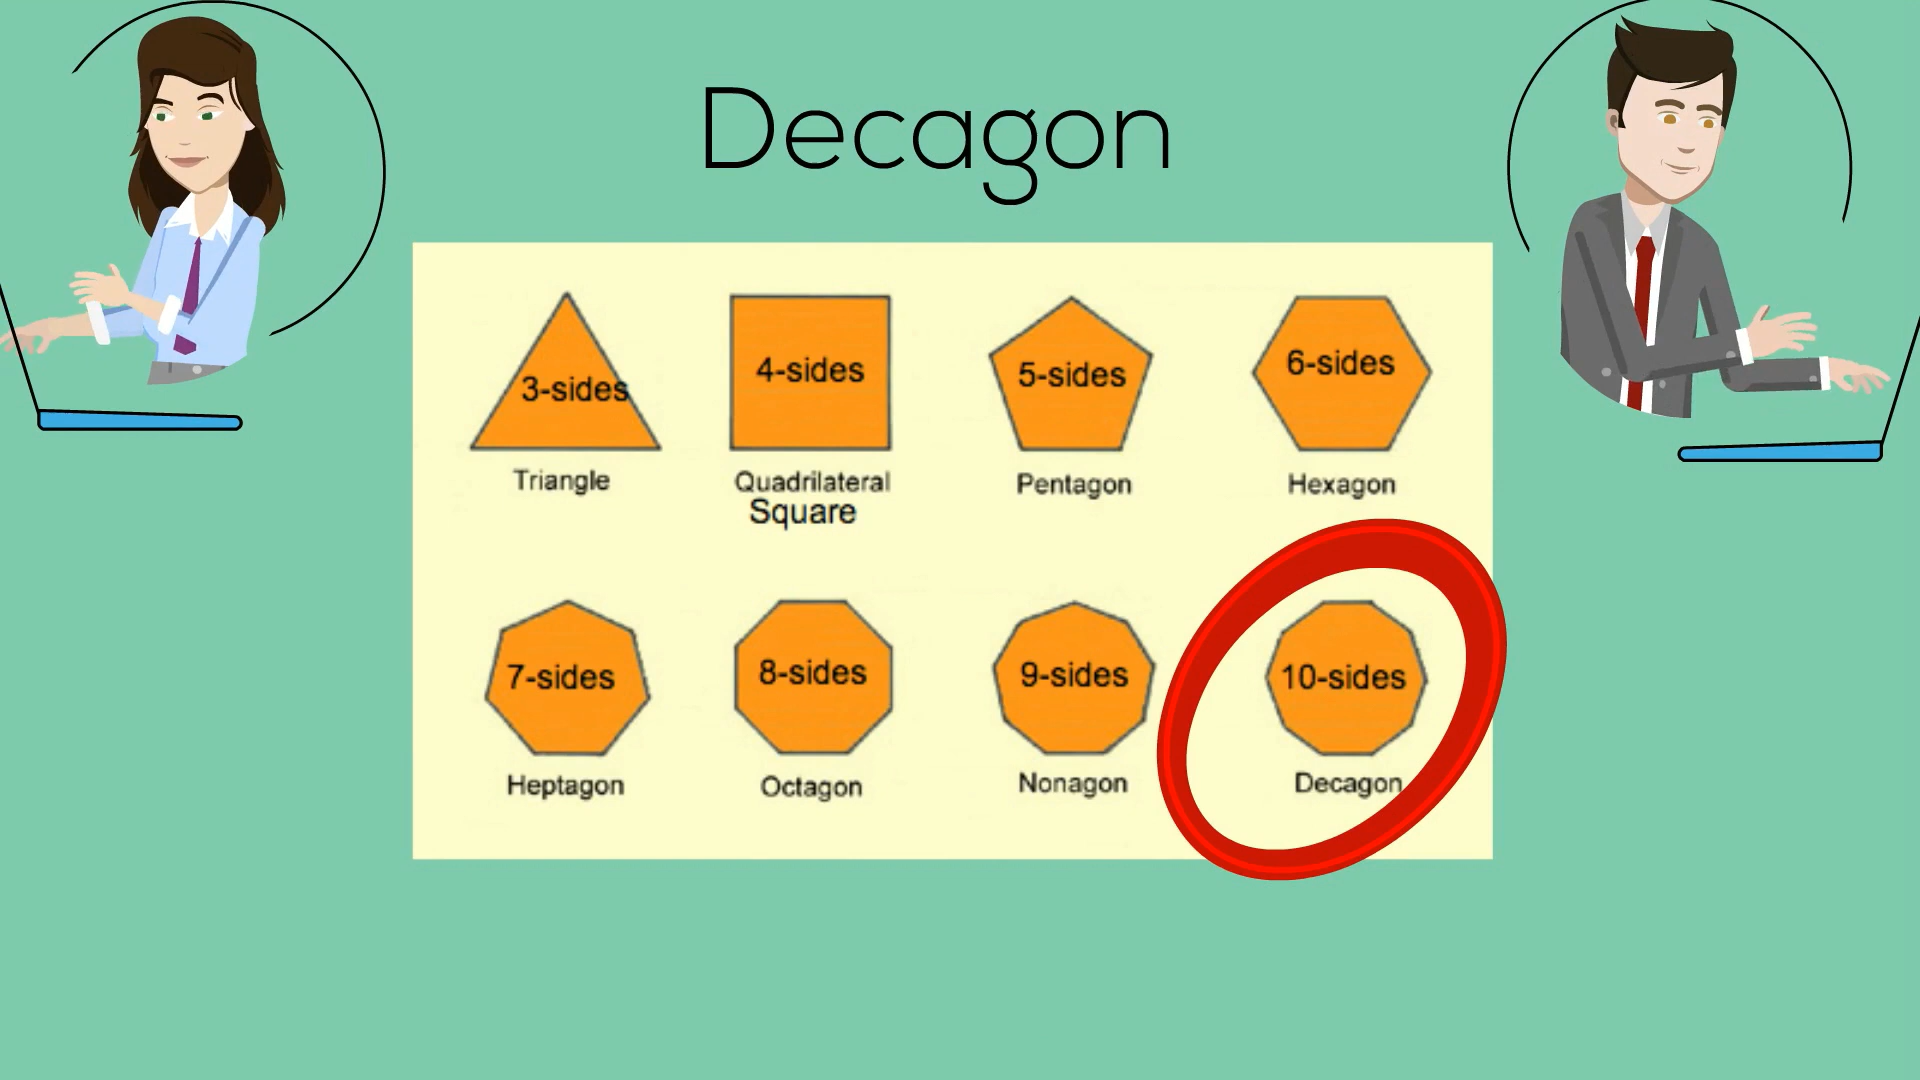 Decagon
3-sides
4-sides
5-sides
6-sides
Triangle
Quadrilateral
Square
Pentagon
Hexagon
7-sides
8-sides
9-sides
10-sides
Heptagon
Octagon
Nonagon
Decagon